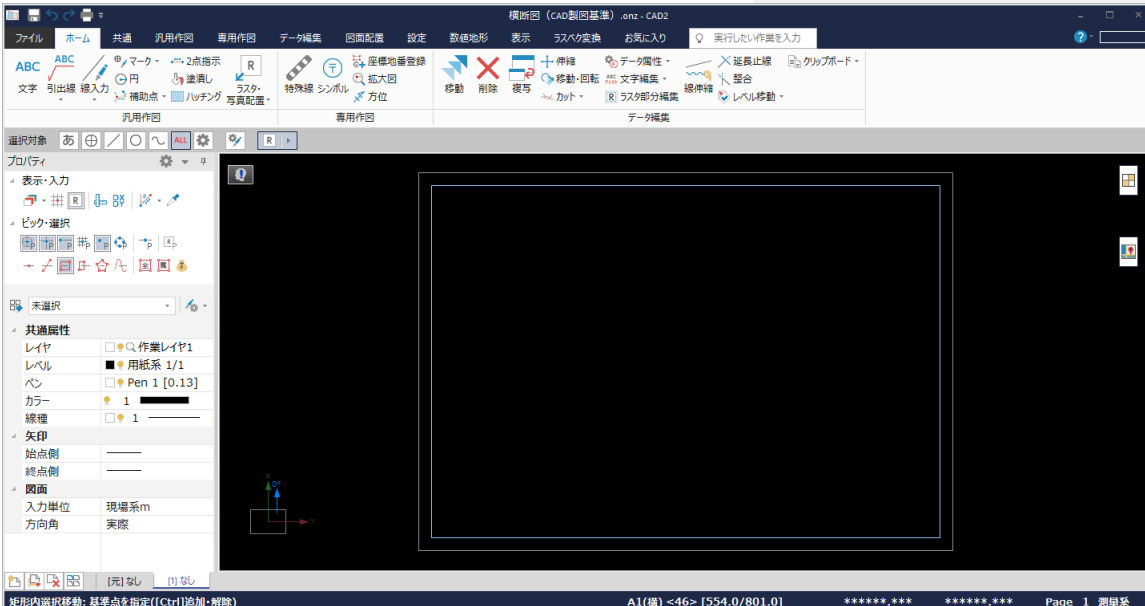 横断図（CAD製図基準）.onz - CAD2
ファイル ホーム 共通 汎用作図 専用作図 データ編集 図面配置 設定 数値地形 表示 ラスベク変換 お気に入り 実行したい作業を入力
ABC ABC マーク 2点指示 R 座標地番登録 伸縮 データ属性 延長止線 クリップボード
円 塗潰し 拡大図 移動・回転 文字編集 整合
文字 引出線 線入力 補助点 ハッチング ラスタ・写真配置 特殊線 シンボル 方位 移動 削除 複写 カット R ラスタ部分編集 線伸縮 レベル移動
汎用作図 専用作図 データ編集
選択対象 あ ALL R
プロパティ
表示・入力
R DX DY
ピック・選択
P P P P P P P R P
全 属
未選択
共通属性
レイヤ 作業レイヤ1
レベル 用紙系 1/1
ペン Pen 1 [0.13]
カラー 1
線種 1
矢印
始点側
終点側
図面
入力単位 現場系m
方向角 実際
X 0°
Y
[元] なし [1] なし
矩形内選択移動: 基準点を指定([Ctrl]追加・解除) A1(横) <46> [554.0/801.0] ******.*** ******.*** Page 1 測量系